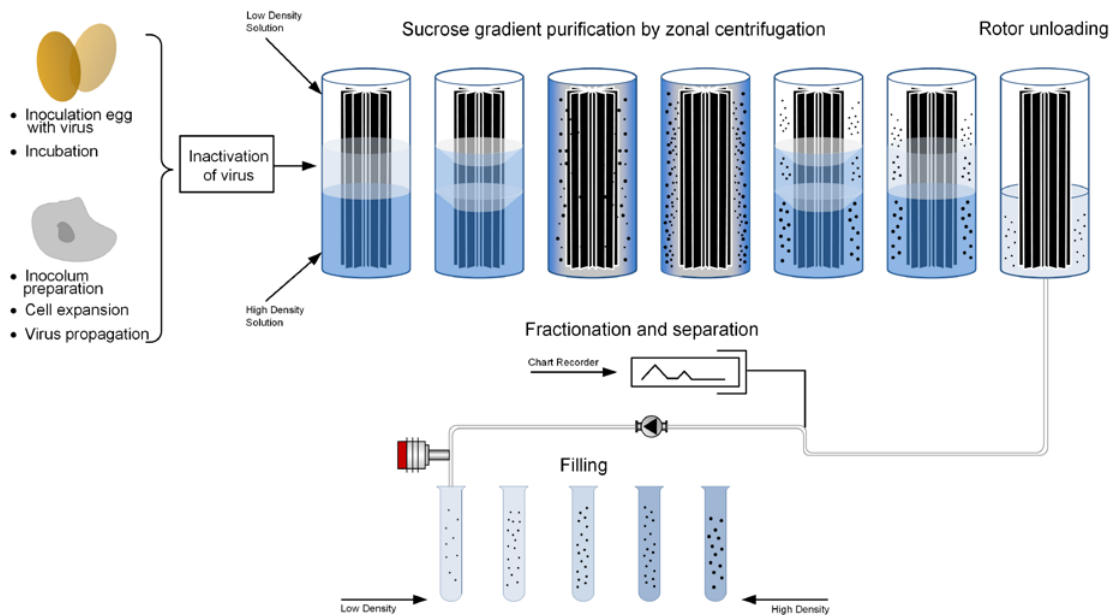 Low Density
Solution
Sucrose gradient purification by zonal centrifugation
Rotor unloading
Inoculation egg
with virus
Incubation
Inactivation
of virus
Inocolum
preparation
Cell expansion
Virus propagation
High Density
Solution
Fractionation and separation
Chart Recorder
Filling
Low Density
High Density